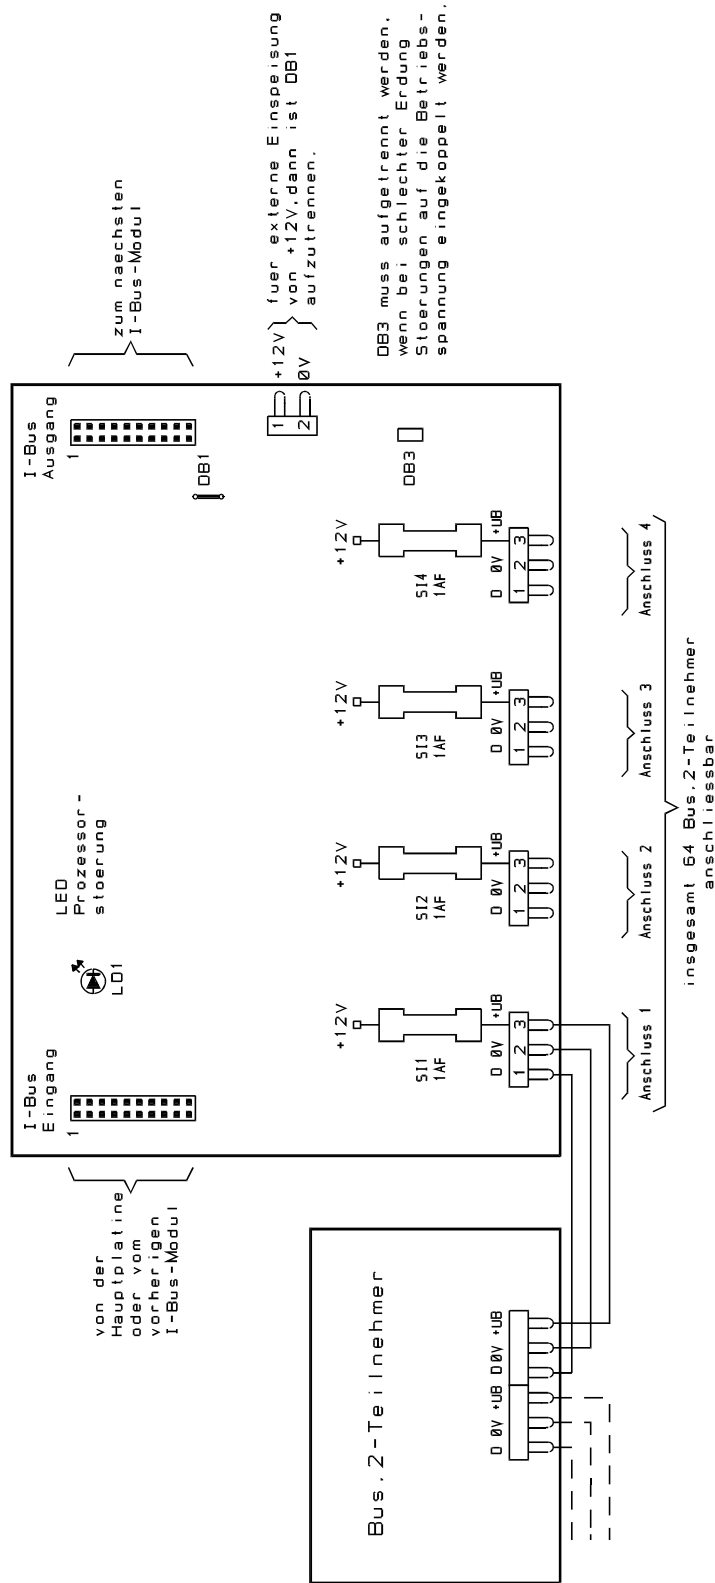 I-Bus
Eingang
1
LED
Prozessor-
stoerung
LD1
I-Bus
Ausgang
1
von der
Hauptplatine
oder vom
vorherigen
I-Bus-Modul
zum naechsten
I-Bus-Modul
DB1
1
2
+12V
0V
fuer externe Einspeisung
von +12V,dann ist DB1
aufzutrennen.
DB3
DB3 muss aufgetrennt werden,
wenn bei schlechter Erdung
Stoerungen auf die Betriebs-
spannung eingekoppelt werden.
+12V
SI1
1AF
D 0V +UB
1 2 3
+12V
SI2
1AF
D 0V +UB
1 2 3
+12V
SI3
1AF
D 0V +UB
1 2 3
+12V
SI4
1AF
D 0V +UB
1 2 3
Bus.2-Teilnehmer
D 0V +UB D 0V +UB
Anschluss 1
Anschluss 2
Anschluss 3
Anschluss 4
insgesamt 64 Bus.2-Teilnehmer
anschliessbar